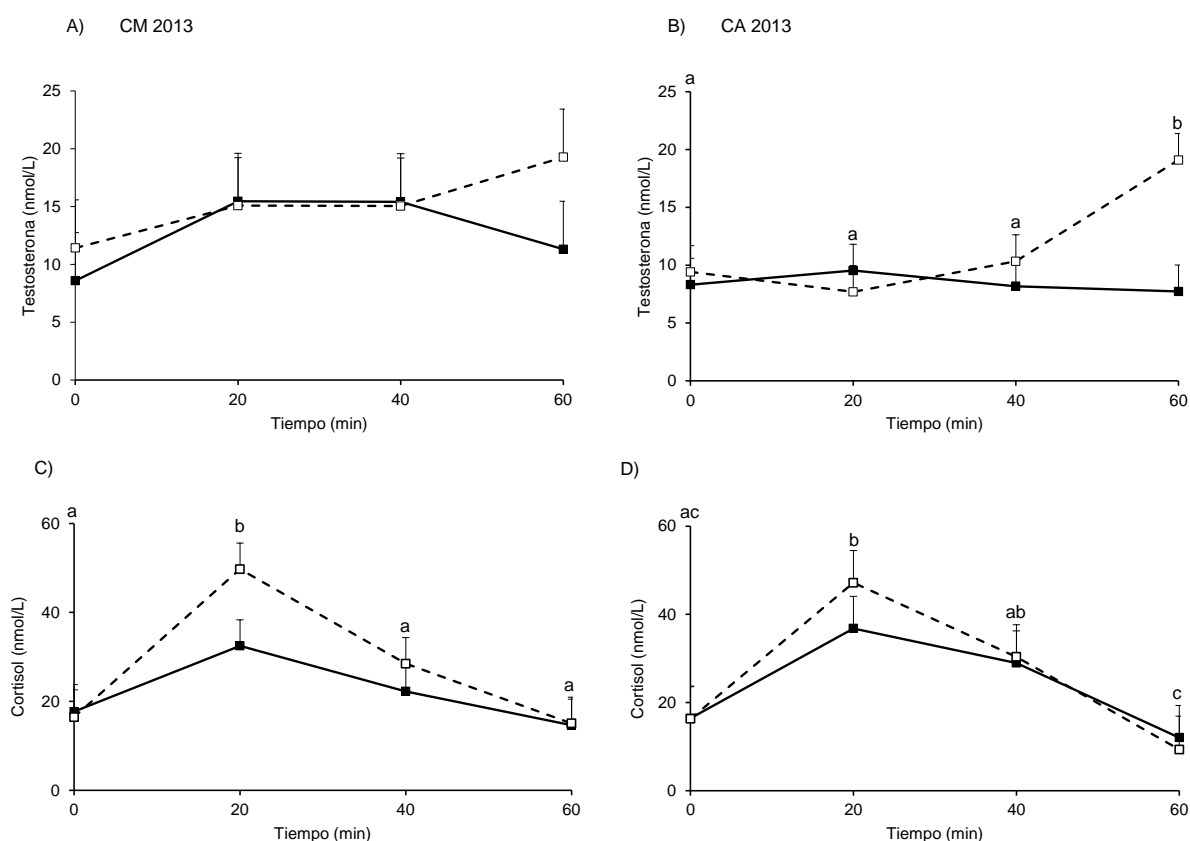 A) CM 2013
B) CA 2013
Testosterona (nmol/L)
25
20
15
10
5
0
0 20 40 60
Tiempo (min)
a
Testosterona (nmol/L)
25
20
15
10
5
0
a
a
b
0 20 40 60
Tiempo (min)
C)
a
Cortisol (nmol/L)
60
40
20
0
b
a
a
0 20 40 60
Tiempo (min)
D)
ac
Cortisol (nmol/L)
60
40
20
0
b
ab
c
0 20 40 60
Tiempo (min)